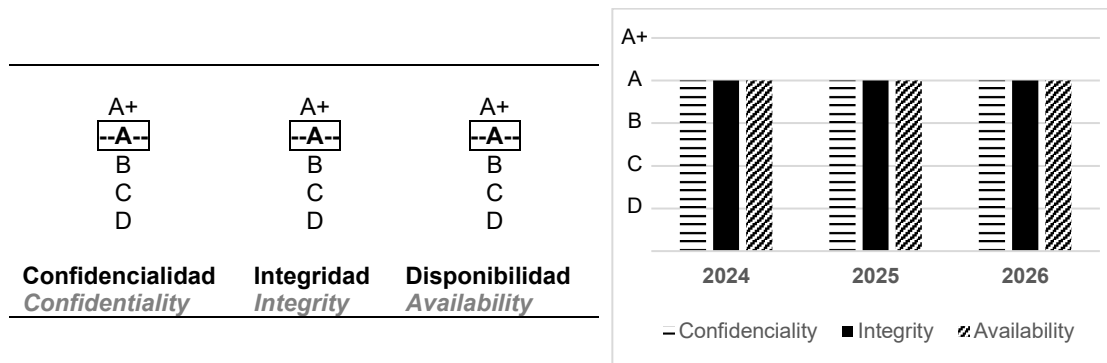 A+ A+ A+
--A-- --A-- --A--
B B B
C C C
D D D
Confidencialidad Integridad Disponibilidad
Confidentiality Integrity Availability
A+
A
B
C
D
2024 2025 2026
Confidenciality Integrity Availability